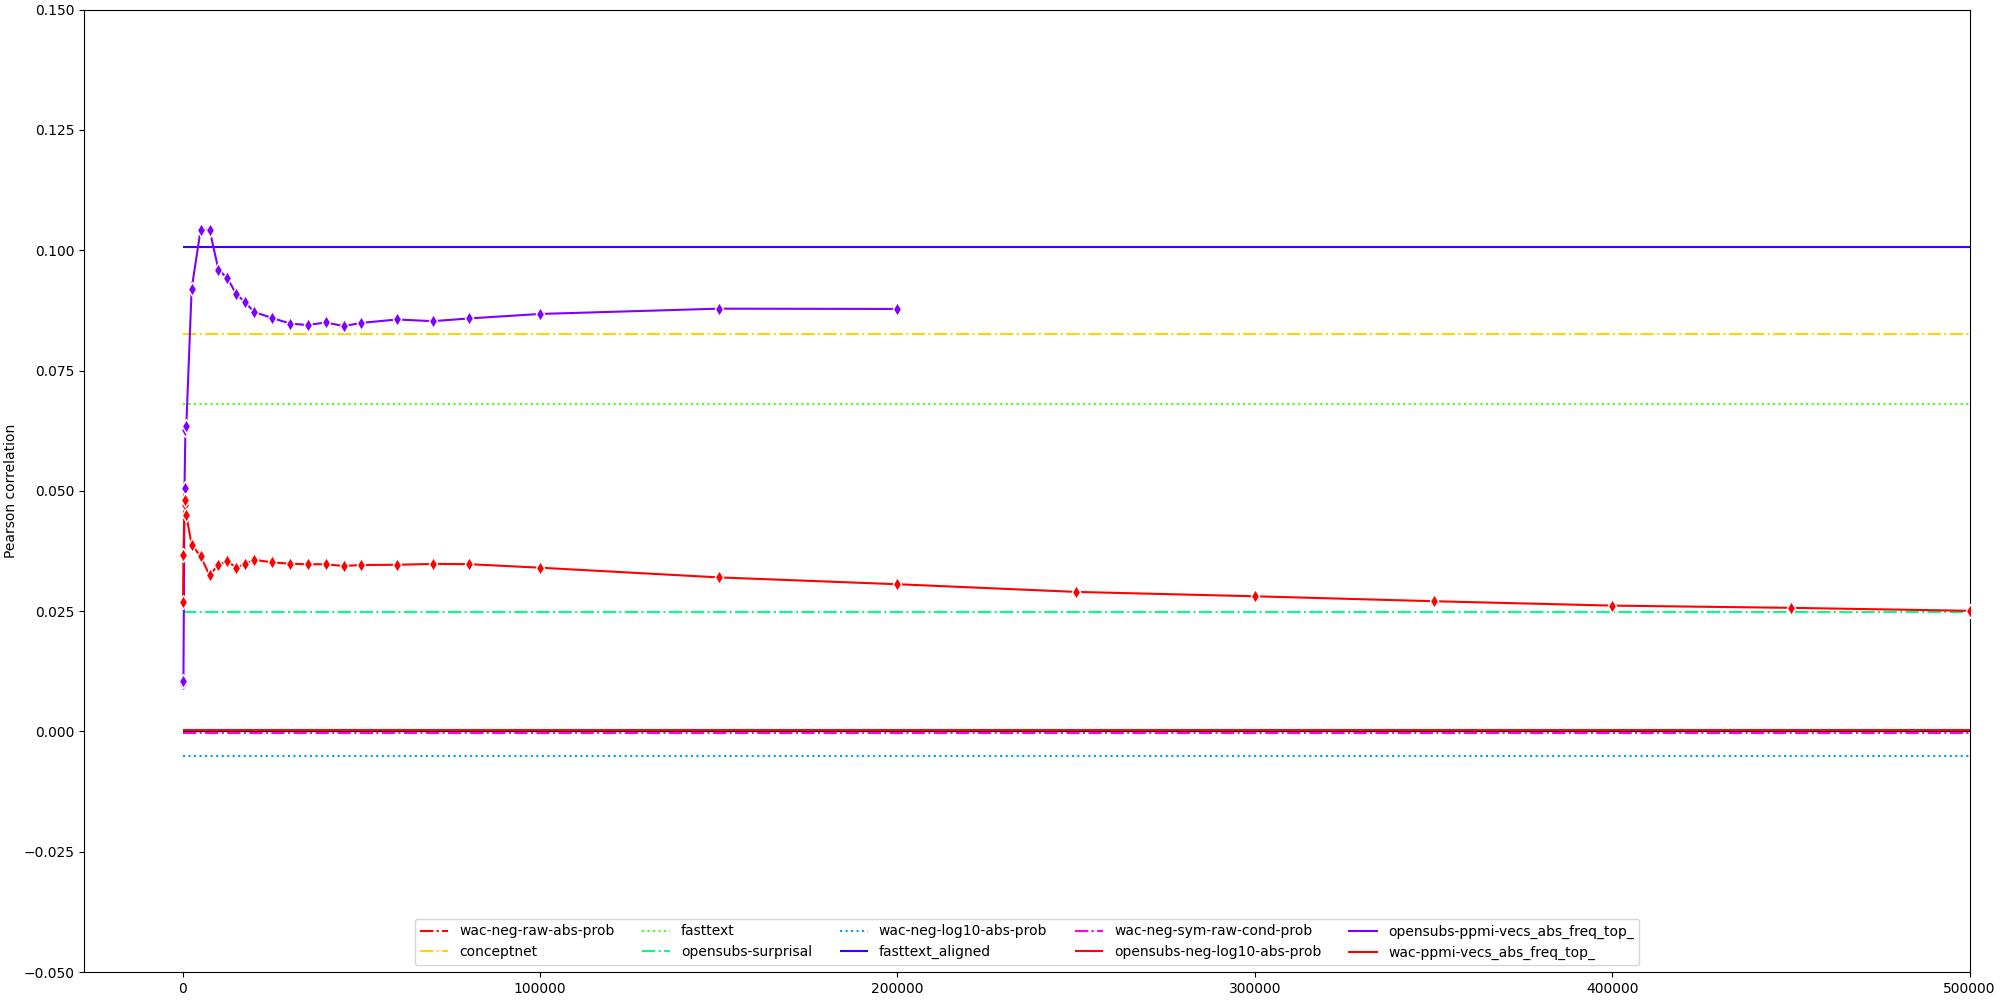 0.150
0.125
0.100
0.075
0.050
0.025
0.000
−0.025
−0.050
Pearson correlation
0 100000 200000 300000 400000 500000
wac-neg-raw-abs-prob fasttext wac-neg-log10-abs-prob wac-neg-sym-raw-cond-prob opensubs-ppmi-vecs_abs_freq_top_
conceptnet opensubs-surprisal fasttext_aligned opensubs-neg-log10-abs-prob wac-ppmi-vecs_abs_freq_top_